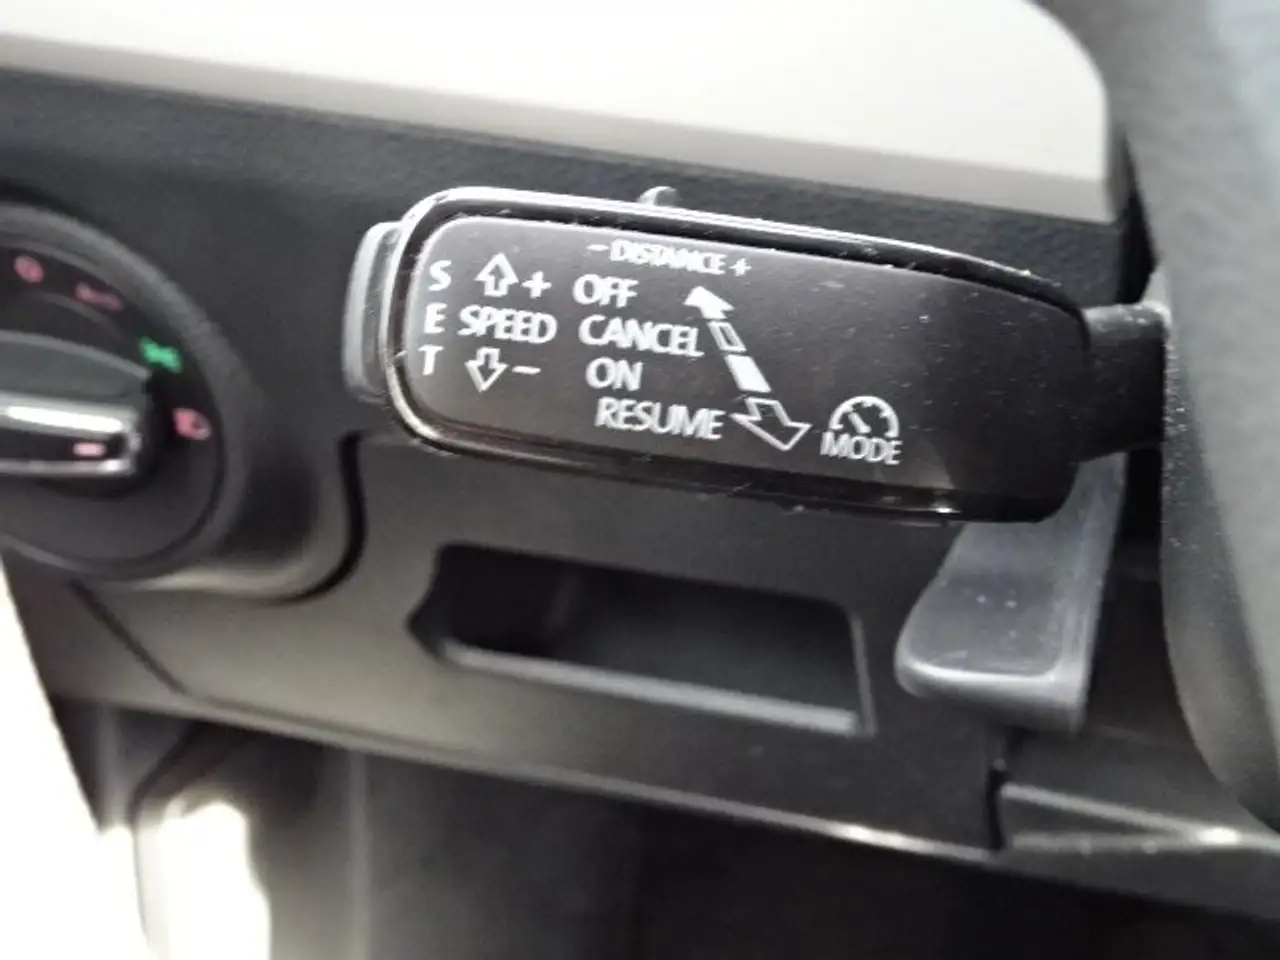 - DISTANCE +
S
E
T
+
SPEED
-
OFF
CANCEL
ON
RESUME
MODE